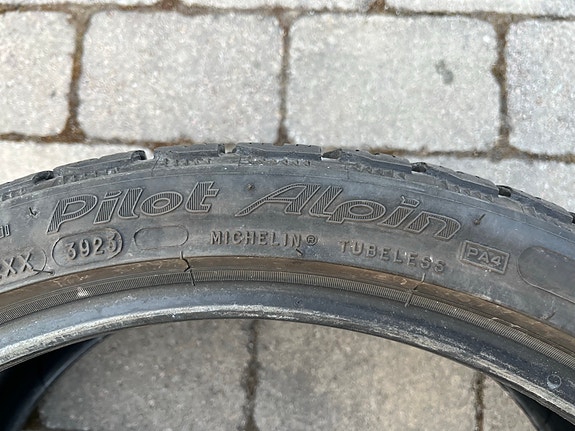 Pilot Alpin
XX 3923 MICHELIN® TUBELESS PA4